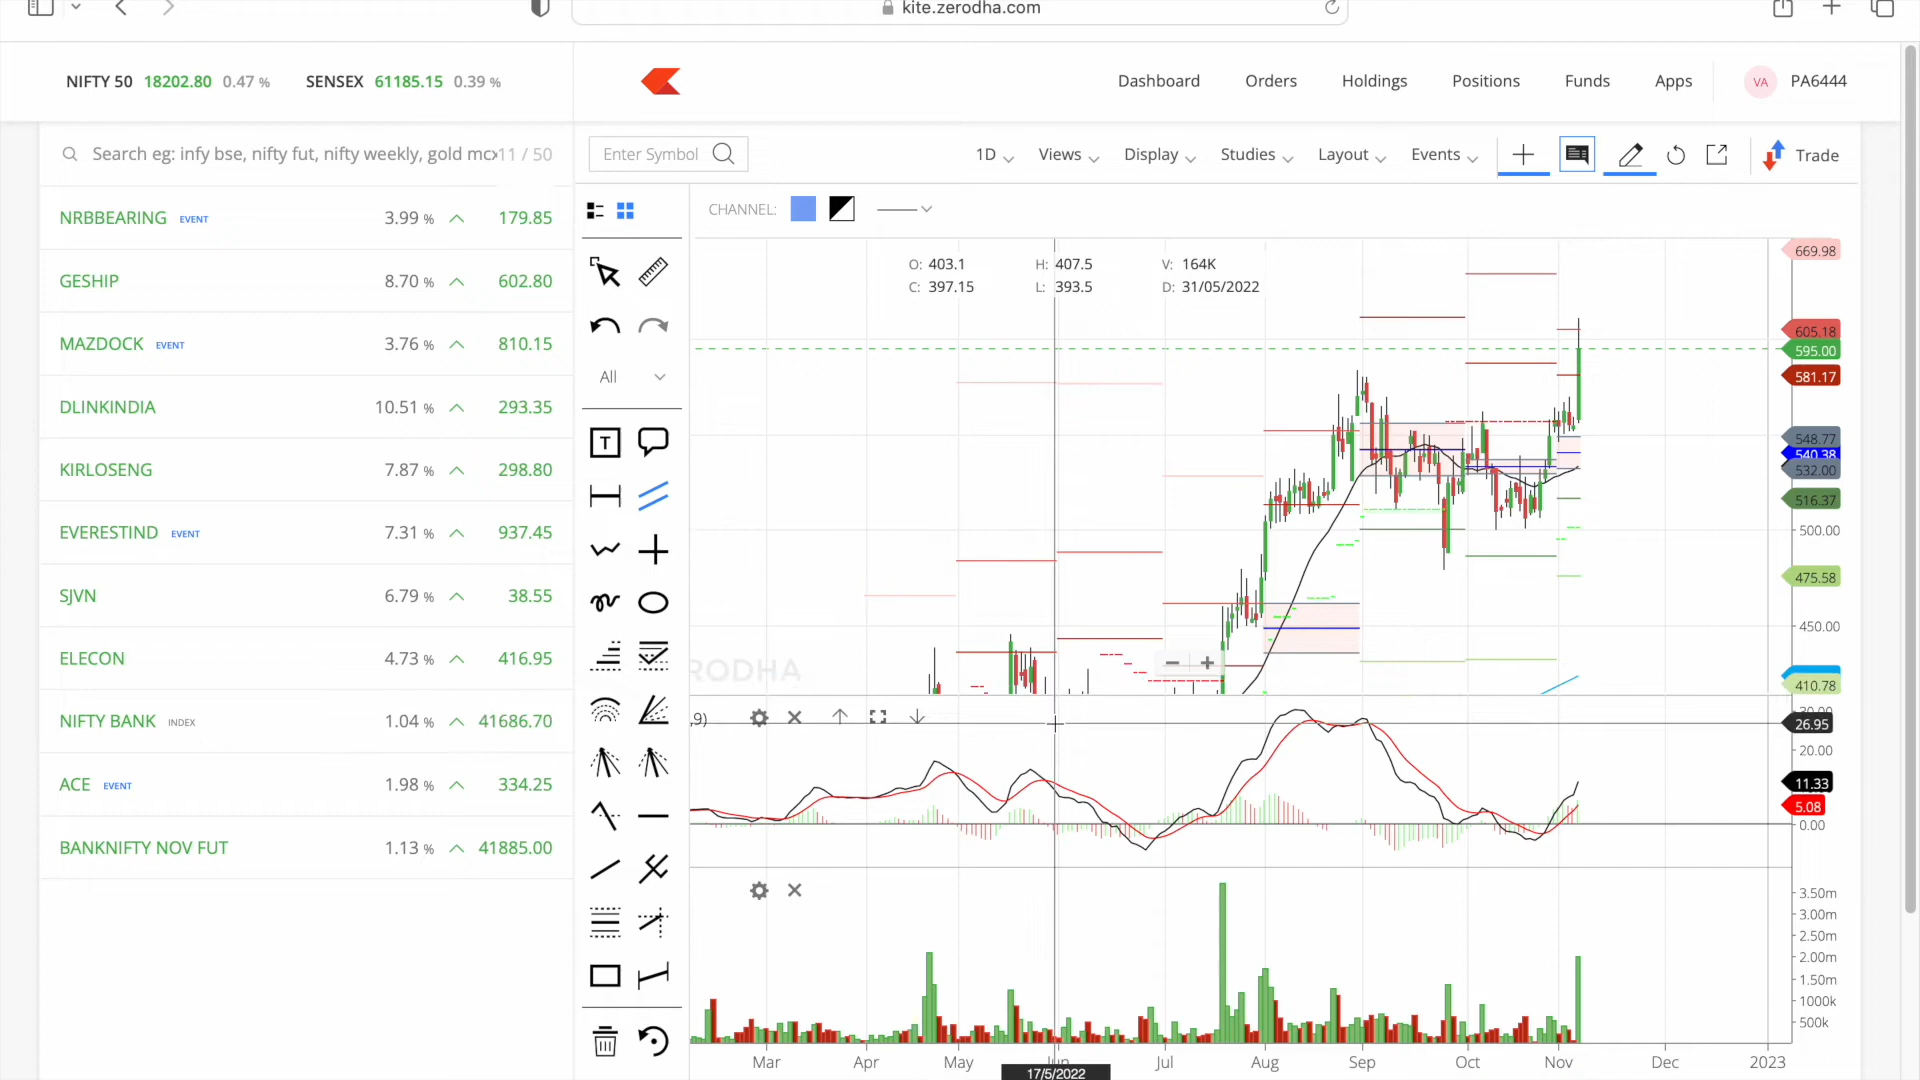 kite.zerodha.com
NIFTY 50 18202.80 0.47 % SENSEX 61185.15 0.39 %
Dashboard Orders Holdings Positions Funds Apps VA PA6444
Search eg: infy bse, nifty fut, nifty weekly, gold mcx 11 / 50
NRBBEARING EVENT 3.99 % 179.85
GESHIP 8.70 % 602.80
MAZDOCK EVENT 3.76 % 810.15
DLINKINDIA 10.51 % 293.35
KIRLOSENG 7.87 % 298.80
EVERESTIND EVENT 7.31 % 937.45
SJVN 6.79 % 38.55
ELECON 4.73 % 416.95
NIFTY BANK INDEX 1.04 % 41686.70
ACE EVENT 1.98 % 334.25
BANKNIFTY NOV FUT 1.13 % 41885.00
Enter Symbol 1D Views Display Studies Layout Events Trade
CHANNEL:
All
T
O: 403.1 H: 407.5 V: 164K
C: 397.15 L: 393.5 D: 31/05/2022
669.98
605.18
595.00
581.17
548.77
540.38
532.00
516.37
500.00
475.58
450.00
410.78
RODHA
,9)
30.00
26.95
20.00
11.33
5.08
0.00
3.50m
3.00m
2.50m
2.00m
1.50m
1000k
500k
Mar Apr May Jun Jul Aug Sep Oct Nov Dec 2023
17/5/2022